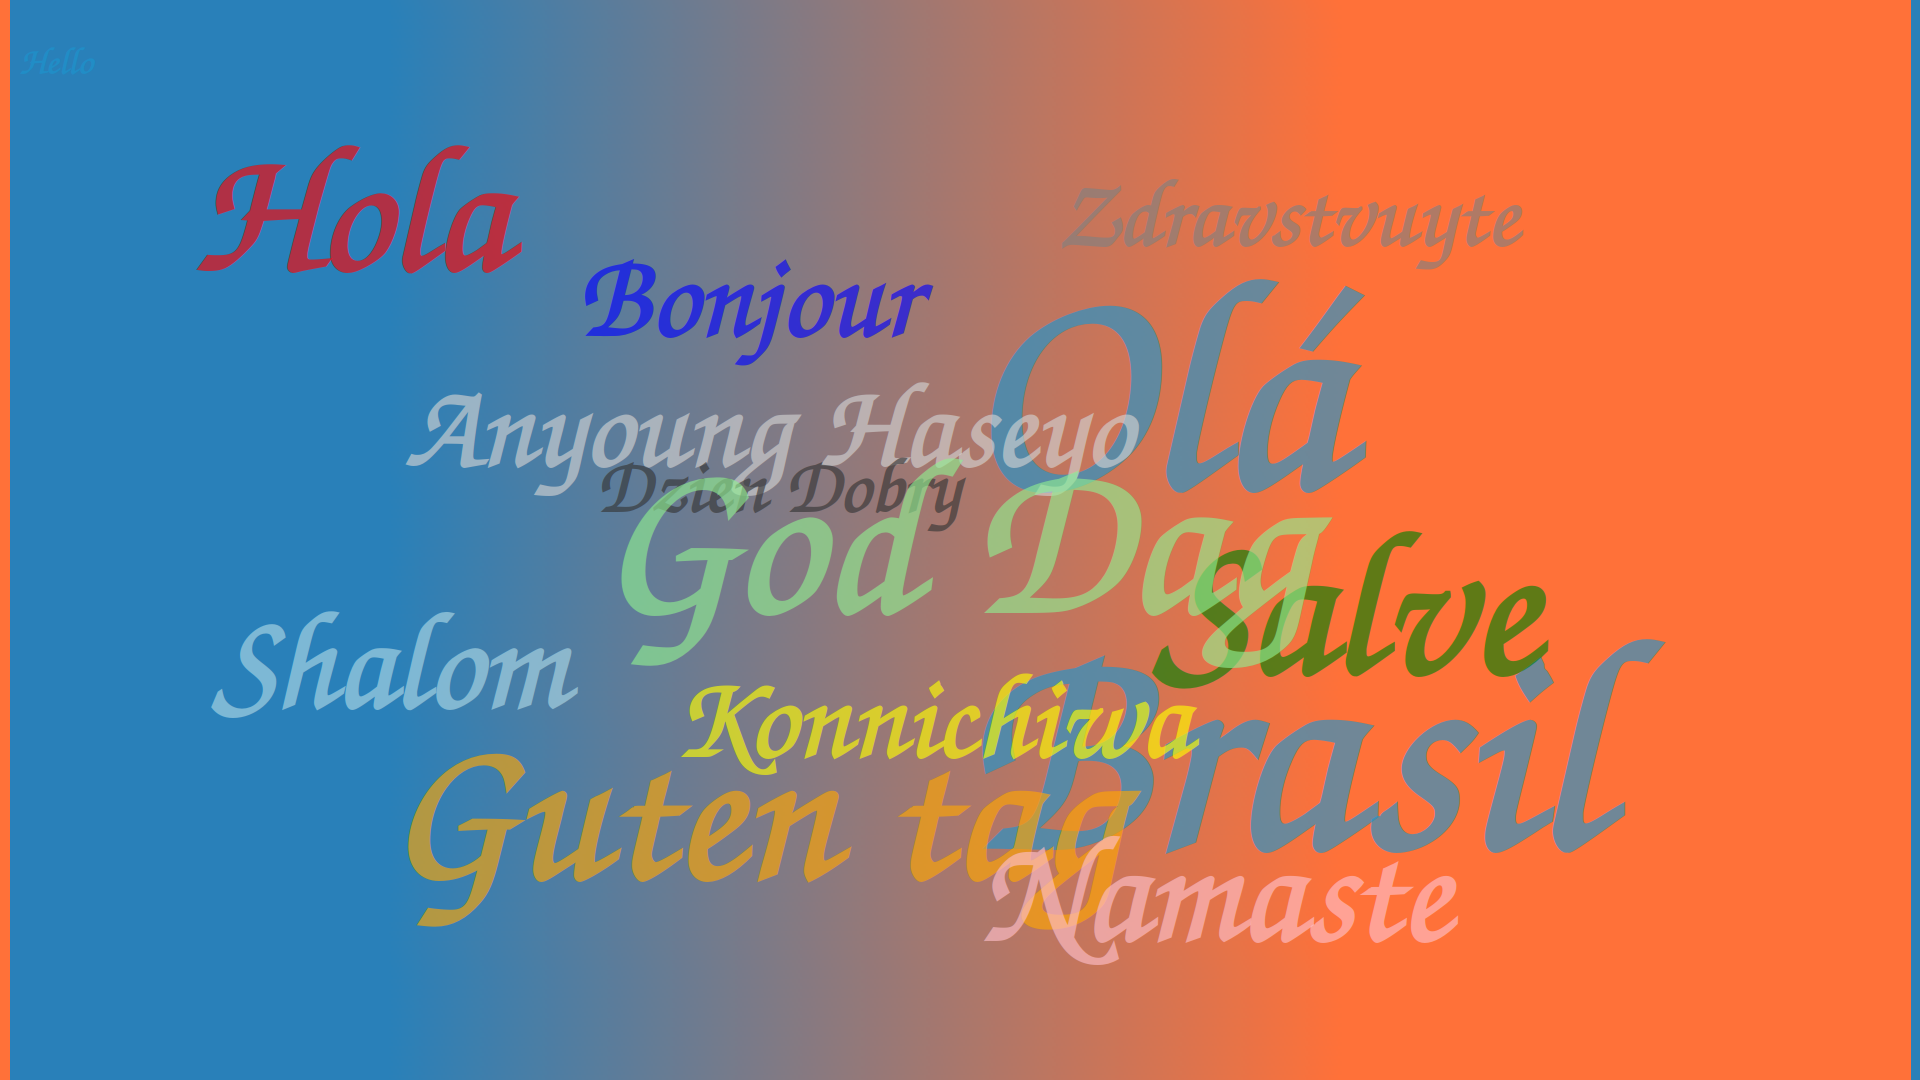 Hello
Hola
Zdravstvuyte
Bonjour
Olá
Anyoung Haseyo
Dzien Dobry
God Dag
Salve
Shalom
Konnichiwa
Brasil
Guten tag
Namaste